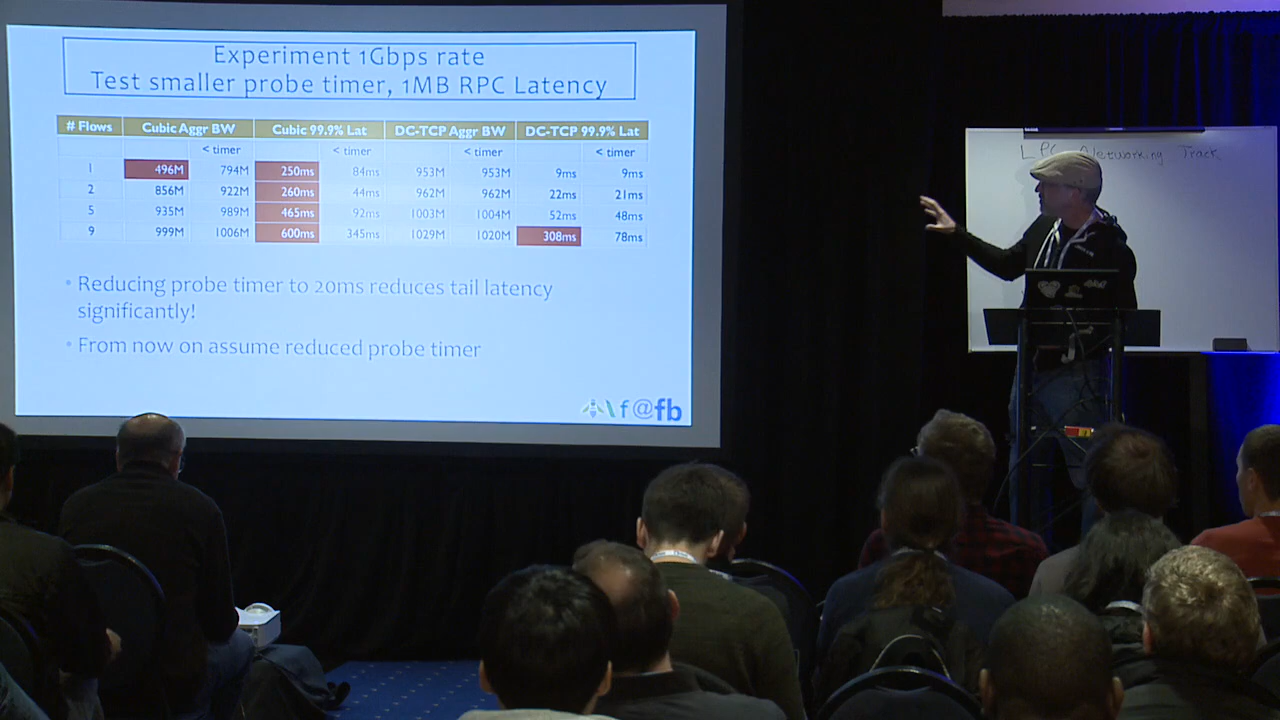 Experiment 1Gbps rate
Test smaller probe timer, 1MB RPC Latency
# Flows Cubic Aggr BW Cubic 99.9% Lat DC-TCP Aggr BW DC-TCP 99.9% Lat
< timer < timer < timer < timer
1 496M 794M 250ms 84ms 953M 953M 9ms 9ms
2 856M 922M 260ms 44ms 962M 962M 22ms 21ms
5 935M 989M 465ms 92ms 1003M 1004M 52ms 48ms
9 999M 1006M 600ms 345ms 1029M 1020M 308ms 78ms
• Reducing probe timer to 20ms reduces tail latency
significantly!
• From now on assume reduced probe timer
f@fb
LPC Networking Track